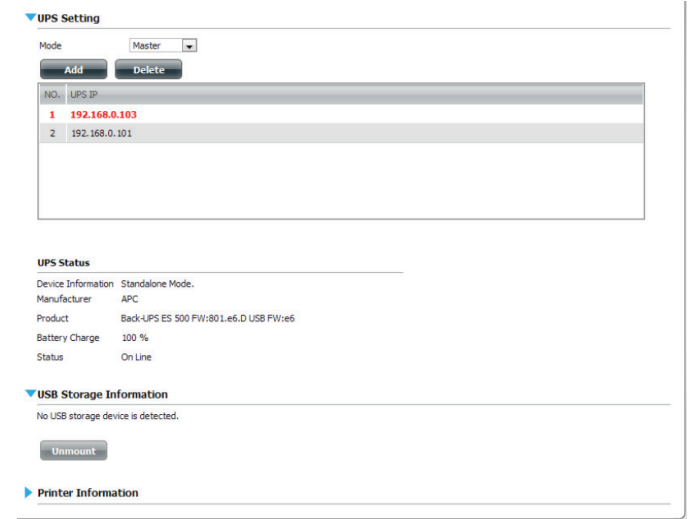 UPS Setting
Mode Master
Add Delete
NO. UPS IP
1 192.168.0.103
2 192.168.0.101
UPS Status
Device Information Standalone Mode.
Manufacturer APC
Product Back-UPS ES 500 FW:801.e6.D USB FW:e6
Battery Charge 100 %
Status On Line
USB Storage Information
No USB storage device is detected.
Unmount
Printer Information